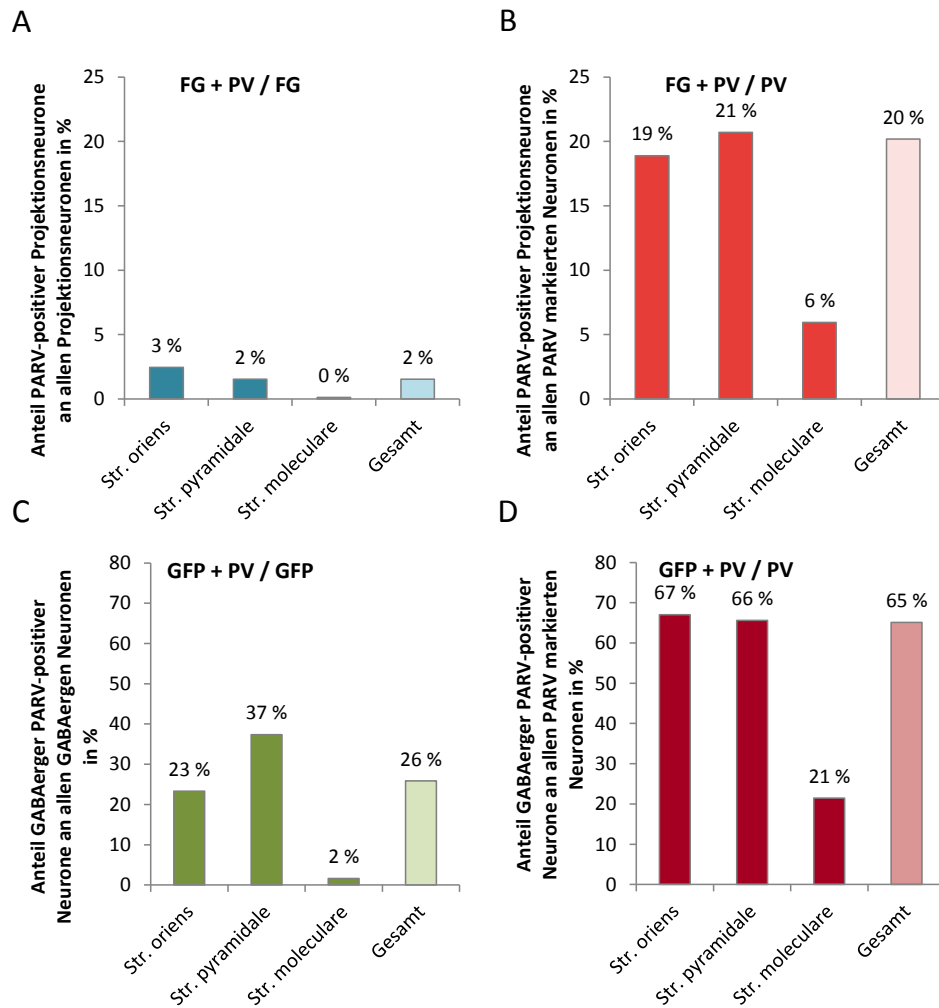 A
FG + PV / FG
Anteil PARV-positiver Projektionsneurone
an allen Projektionsneuronen in %
25
20
15
10
5
0
3 %
2 %
0 %
2 %
Str. oriens
Str. pyramidale
Str. moleculare
Gesamt
B
FG + PV / PV
Anteil PARV-positiver Projektionsneurone
an allen PARV markierten Neuronen in %
25
20
15
10
5
0
19 %
21 %
6 %
20 %
Str. oriens
Str. pyramidale
Str. moleculare
Gesamt
C
GFP + PV / GFP
Anteil GABAerger PARV-positiver
Neurone an allen GABAergen Neuronen
in %
80
70
60
50
40
30
20
10
0
23 %
37 %
2 %
26 %
Str. oriens
Str. pyramidale
Str. moleculare
Gesamt
D
GFP + PV / PV
Anteil GABAerger PARV-positiver
Neurone an allen PARV markierten
Neuronen in %
80
70
60
50
40
30
20
10
0
67 %
66 %
21 %
65 %
Str. oriens
Str. pyramidale
Str. moleculare
Gesamt